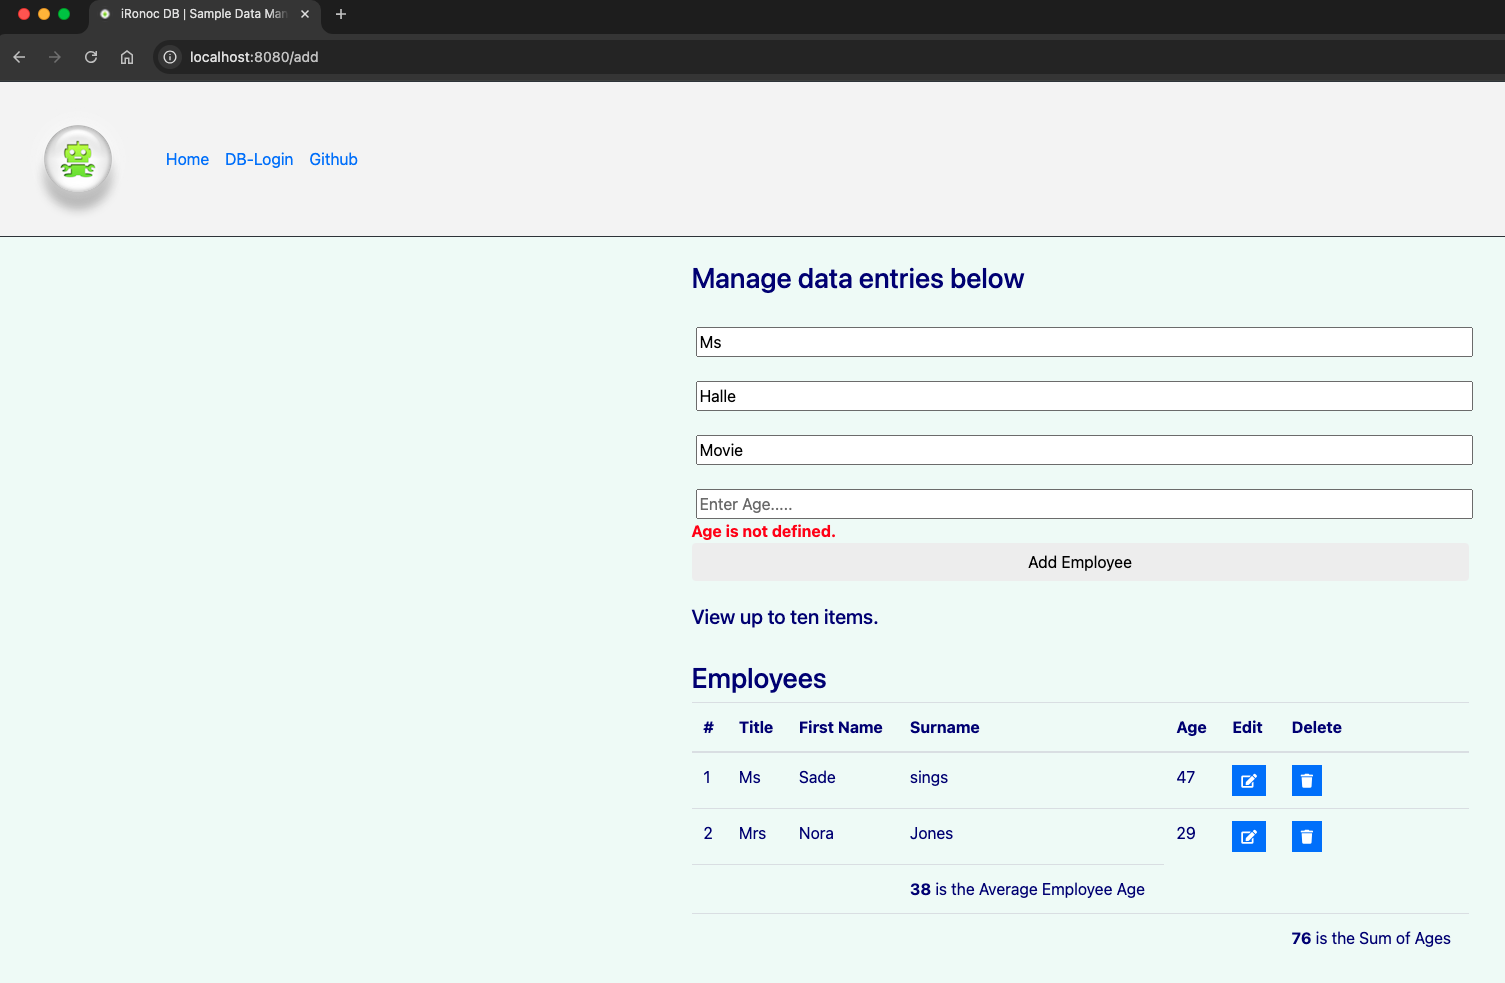 iRonoc DB | Sample Data Man
localhost:8080/add
Home DB-Login Github
Manage data entries below
Ms
Halle
Movie
Enter Age.....
Age is not defined.
Add Employee
View up to ten items.
Employees
# Title First Name Surname Age Edit Delete
1 Ms Sade sings 47
2 Mrs Nora Jones 29
38 is the Average Employee Age
76 is the Sum of Ages